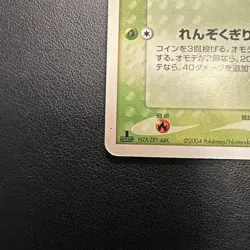 れんぞくぎり
コインを3回投げる。オモテ
オモテが2回なら、20
テなら、40ダメージを追加
弱点
©2004 Pokémon/Nintendo